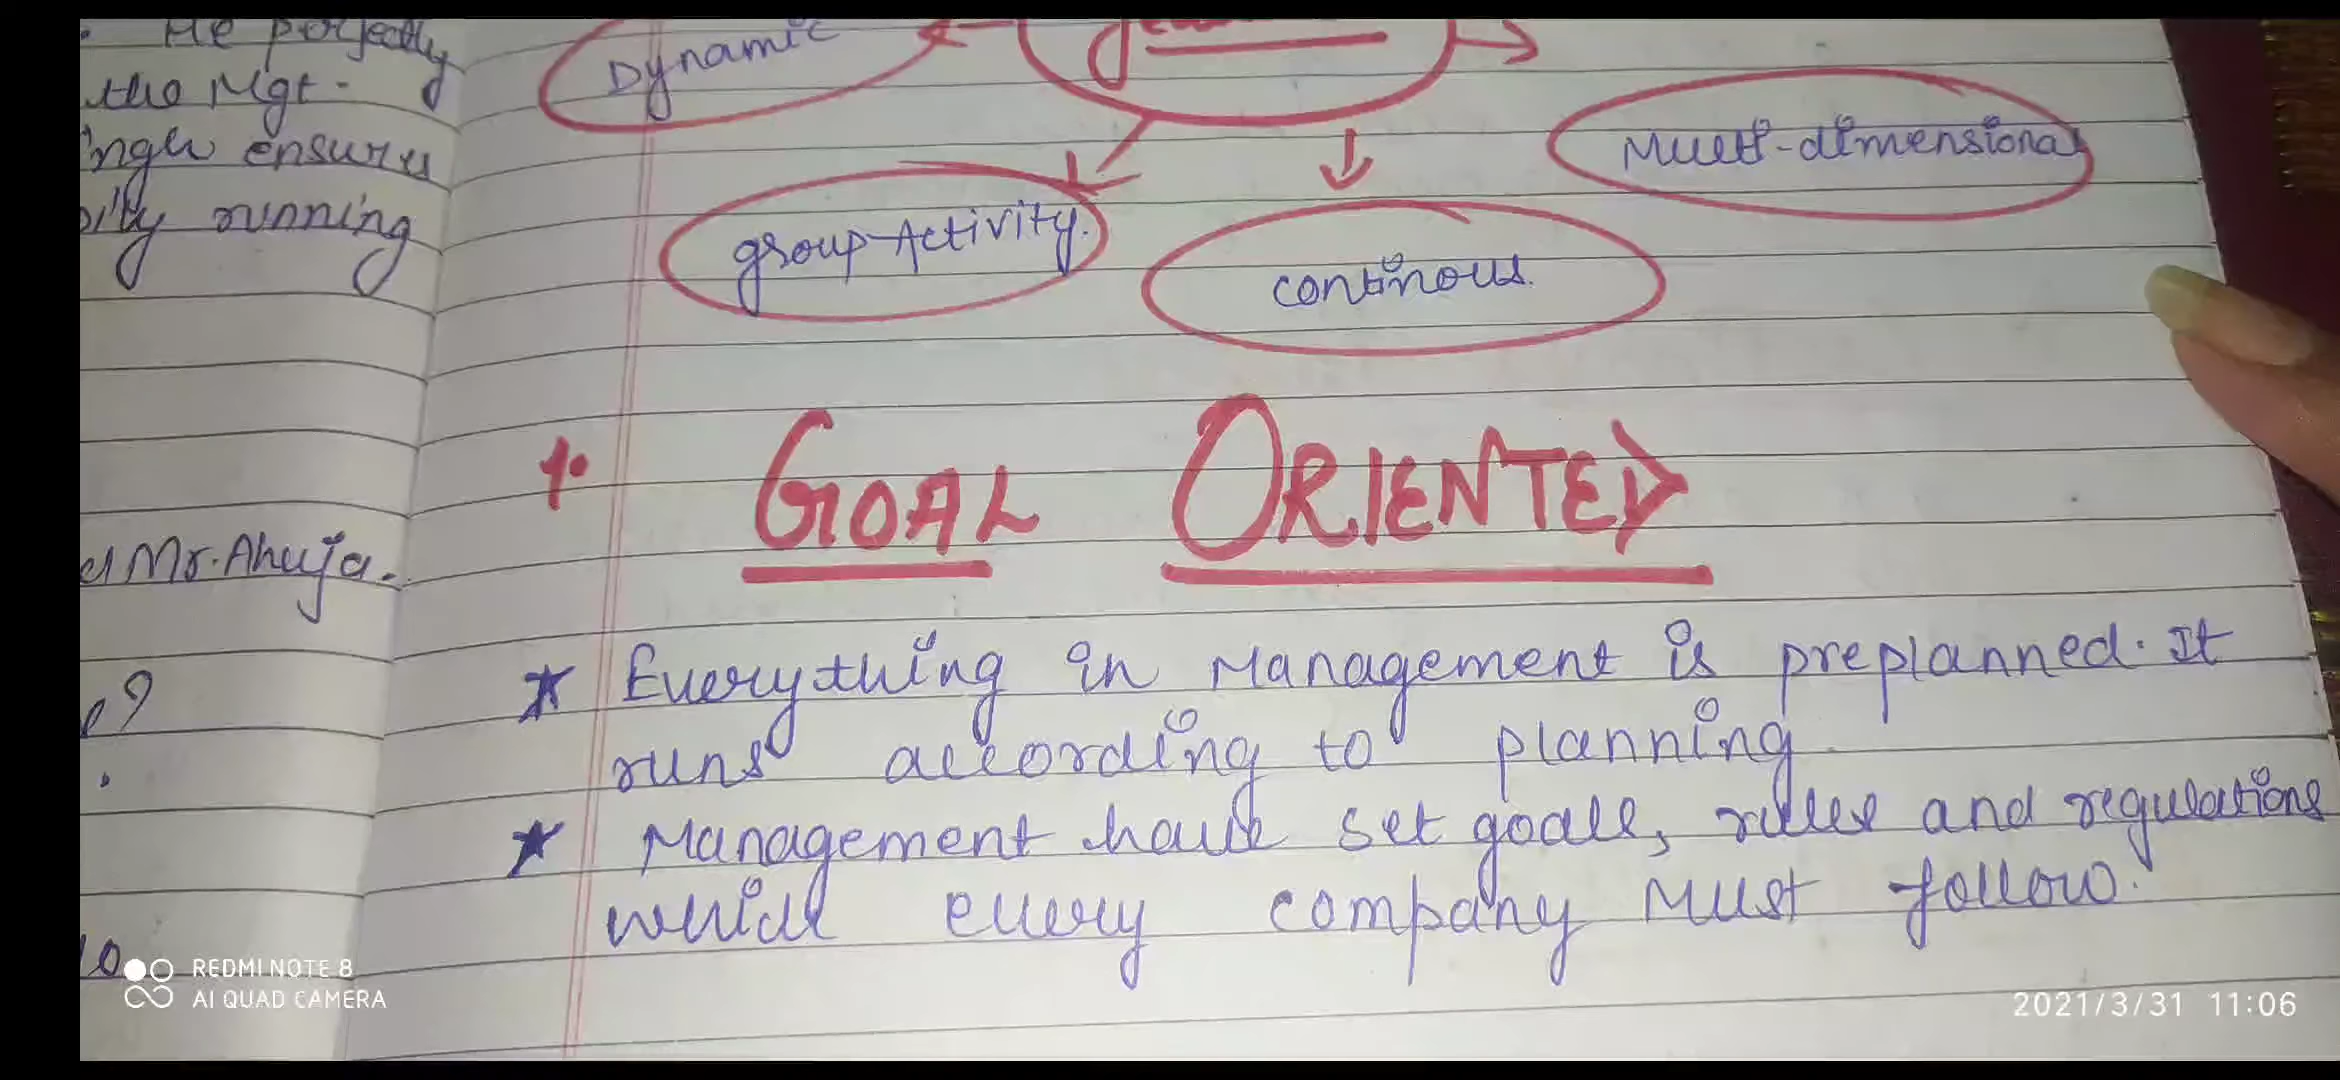 . He perfectly
the Mgt.
ensures
running
Mr. Ahuja.
?
Dynamic
Multi-dimensional
group Activity.
continous.
1. GOAL ORIENTED
★ Everything in Management is preplanned. It
runs according to planning.
★ Management have set goals, rules and regulations
which every company must follow.
REDMI NOTE 8
AI QUAD CAMERA
2021/3/31 11:06